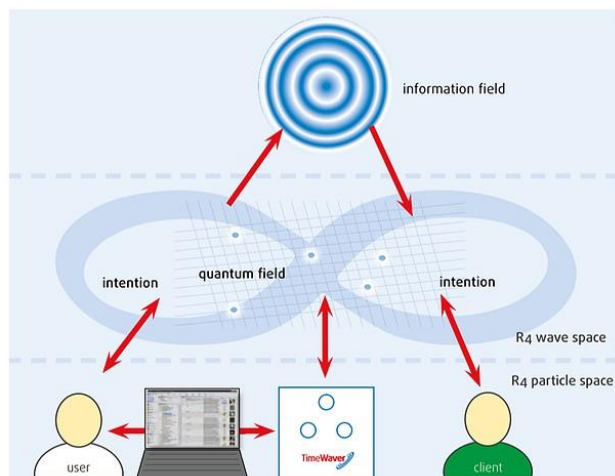 information field
intention
quantum field
intention
R4 wave space
R4 particle space
user
TimeWaver
client